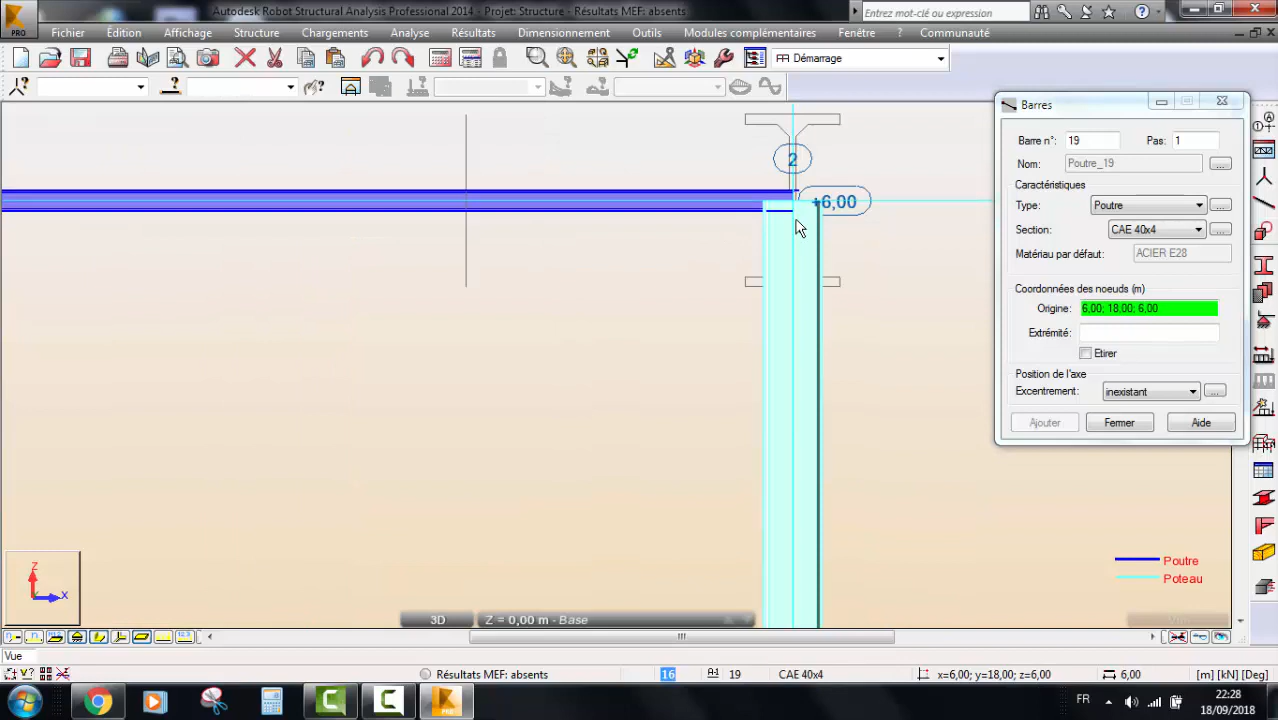 Autodesk Robot Structural Analysis Professional 2014 - Projet: Structure - Résultats MEF: absents
Entrez mot-clé ou expression
PRO
Fichier Édition Affichage Structure Chargements Analyse Résultats Dimensionnement Outils Modules complémentaires Fenêtre ? Communauté
Démarrage
Barres
Barre n°: 19 Pas: 1
Nom: Poutre_19 ...
Caractéristiques
Type: Poutre ...
Section: CAE 40x4 ...
Matériau par défaut: ACIER E28
Coordonnées des noeuds (m)
Origine: 6,00; 18,00; 6,00
Extrémité:
Etirer
Position de l'axe
Excentrement: inexistant ...
Ajouter Fermer Aide
2
+6,00
Z
X
Poutre
Poteau
3D Z = 0,00 m - Base
Vue
Résultats MEF: absents 16 19 CAE 40x4 x=6,00; y=18,00; z=6,00 6,00 [m] [kN] [Deg]
PRO
FR
22:28
18/09/2018